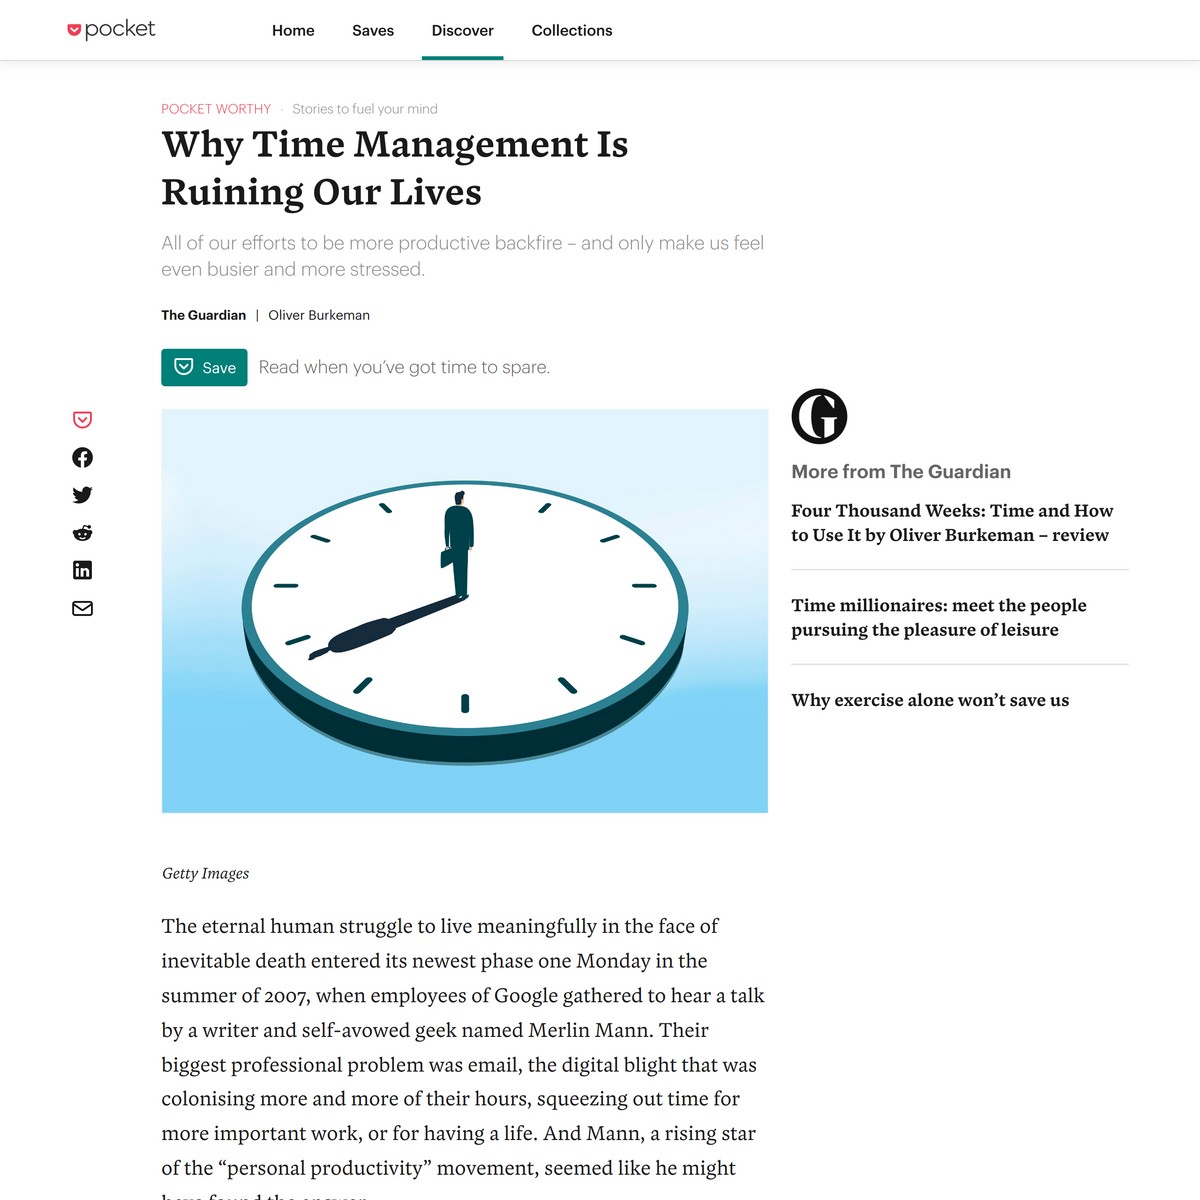 pocket
Home Saves Discover Collections
POCKET WORTHY · Stories to fuel your mind
Why Time Management Is
Ruining Our Lives
All of our efforts to be more productive backfire – and only make us feel
even busier and more stressed.
The Guardian | Oliver Burkeman
Save Read when you’ve got time to spare.
G
More from The Guardian
Four Thousand Weeks: Time and How
to Use It by Oliver Burkeman – review
Time millionaires: meet the people
pursuing the pleasure of leisure
Why exercise alone won’t save us
Getty Images
The eternal human struggle to live meaningfully in the face of
inevitable death entered its newest phase one Monday in the
summer of 2007, when employees of Google gathered to hear a talk
by a writer and self-avowed geek named Merlin Mann. Their
biggest professional problem was email, the digital blight that was
colonising more and more of their hours, squeezing out time for
more important work, or for having a life. And Mann, a rising star
of the “personal productivity” movement, seemed like he might